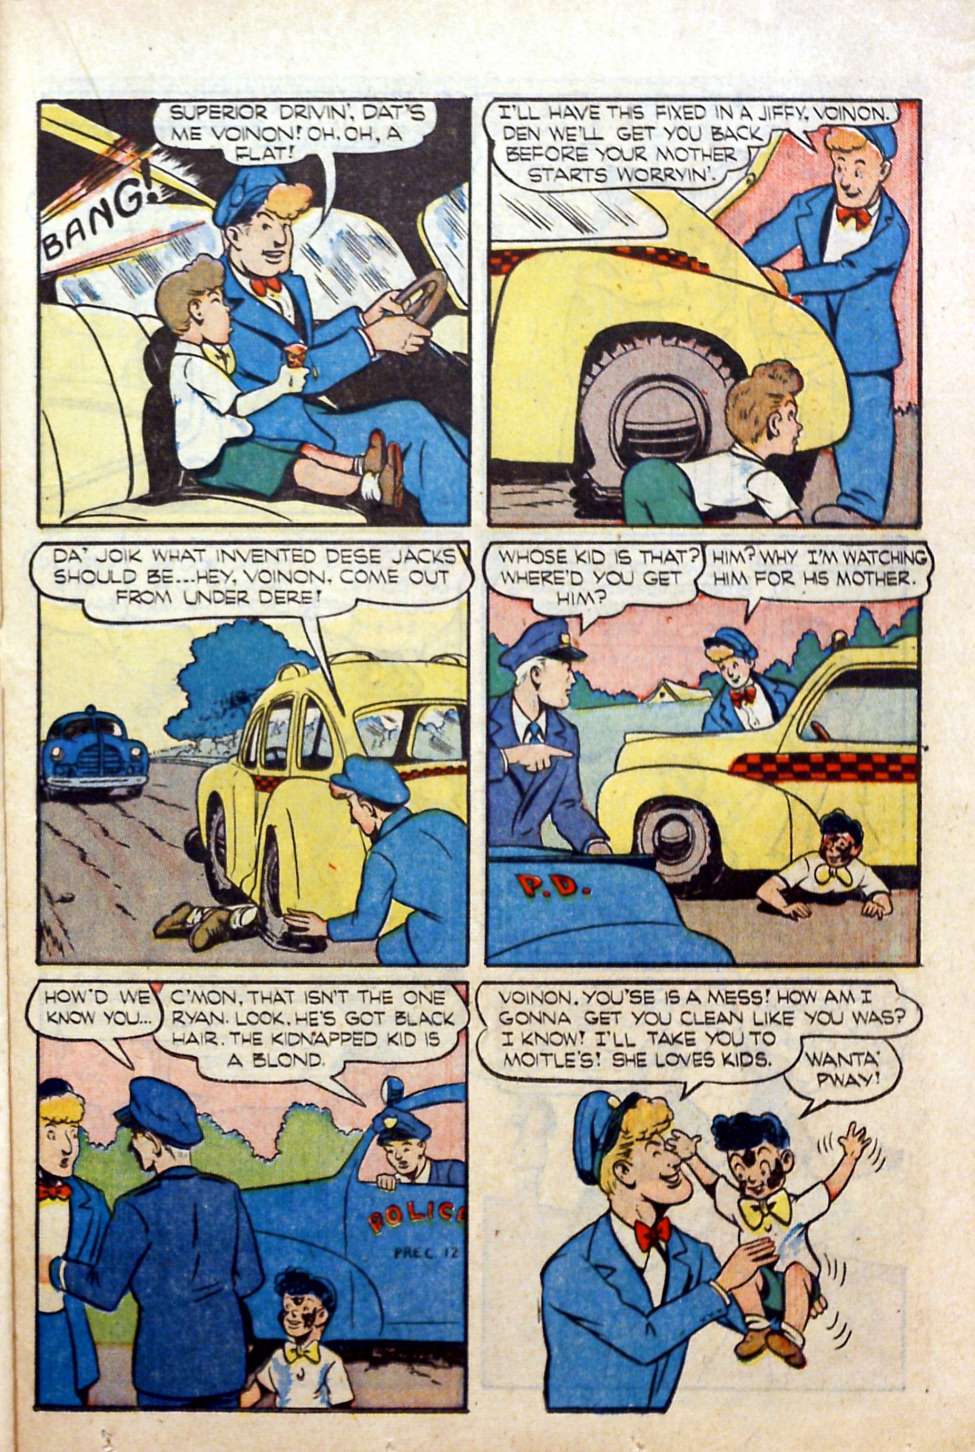 SUPERIOR DRIVIN', DAT'S
ME VOINON! OH, OH, A
FLAT!
BANG!
I'LL HAVE THIS FIXED IN A JIFFY, VOINON.
DEN WE'LL GET YOU BACK
BEFORE YOUR MOTHER
STARTS WORRYIN'.
DA' JOIK WHAT INVENTED DESE JACKS
SHOULD BE...HEY, VOINON, COME OUT
FROM UNDER DERE!
WHOSE KID IS THAT?
WHERE'D YOU GET
HIM?
HIM? WHY I'M WATCHING
HIM FOR HIS MOTHER.
P.D.
HOW'D WE
KNOW YOU...
C'MON, THAT ISN'T THE ONE
RYAN. LOOK, HE'S GOT BLACK
HAIR. THE KIDNAPPED KID IS
A BLOND.
POLICE
PREC. 12
VOINON, YOU'SE IS A MESS! HOW AM I
GONNA GET YOU CLEAN LIKE YOU WAS?
I KNOW! I'LL TAKE YOU TO
MOITLE'S! SHE LOVES KIDS.
WANTA'
PWAY!